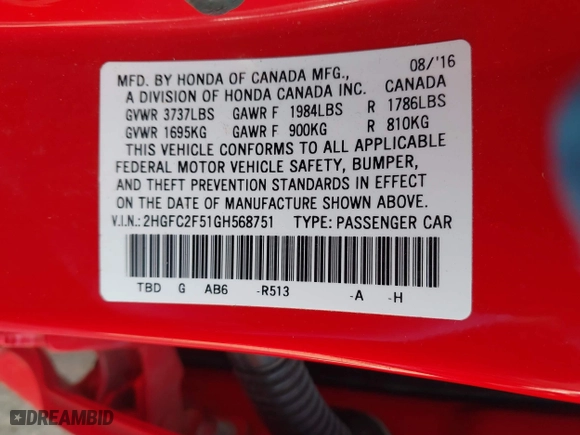 08/'16
MFD. BY HONDA OF CANADA MFG.,
A DIVISION OF HONDA CANADA INC. CANADA
GVWR 3737LBS GAWR F 1984LBS R 1786LBS
GVWR 1695KG GAWR F 900KG R 810KG
THIS VEHICLE CONFORMS TO ALL APPLICABLE
FEDERAL MOTOR VEHICLE SAFETY, BUMPER,
AND THEFT PREVENTION STANDARDS IN EFFECT
ON THE DATE OF MANUFACTURE SHOWN ABOVE.
V.I.N.: 2HGFC2F51GH568751 TYPE: PASSENGER CAR
TBD G AB6 -R513 -A -H
DREAMBID